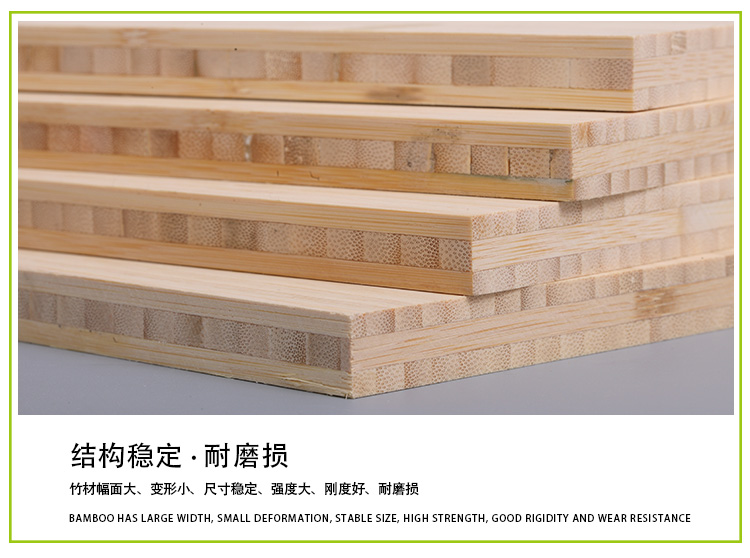 结构稳定·耐磨损
竹材幅面大、变形小、尺寸稳定、强度大、刚度好、耐磨损
BAMBOO HAS LARGE WIDTH, SMALL DEFORMATION, STABLE SIZE, HIGH STRENGTH, GOOD RIGIDITY AND WEAR RESISTANCE